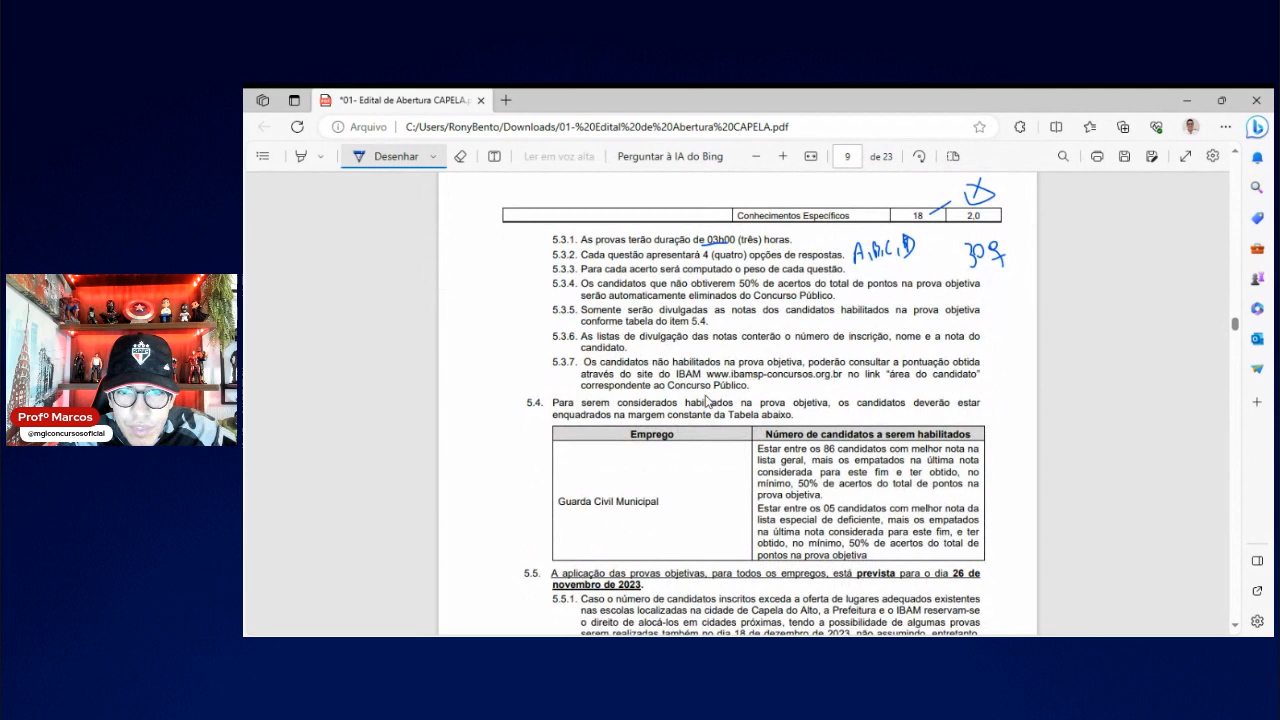 *01- Edital de Abertura CAPELA.p
Arquivo
C:/Users/RonyBento/Downloads/01-%20Edital%20de%20Abertura%20CAPELA.pdf
Desenhar
Ler em voz alta
Perguntar à IA do Bing
9
de 23
Conhecimentos Específicos 18 2,0
5.3.1. As provas terão duração de 03h00 (três) horas.
5.3.2. Cada questão apresentará 4 (quatro) opções de respostas. A,B,C,D
5.3.3. Para cada acerto será computado o peso de cada questão.
5.3.4. Os candidatos que não obtiverem 50% de acertos do total de pontos na prova objetiva
serão automaticamente eliminados do Concurso Público.
5.3.5. Somente serão divulgadas as notas dos candidatos habilitados na prova objetiva
conforme tabela do item 5.4.
5.3.6. As listas de divulgação das notas conterão o número de inscrição, nome e a nota do
candidato.
5.3.7. Os candidatos não habilitados na prova objetiva, poderão consultar a pontuação obtida
através do site do IBAM www.ibamsp-concursos.org.br no link “área do candidato”
correspondente ao Concurso Público.
5.4. Para serem considerados habilitados na prova objetiva, os candidatos deverão estar
enquadrados na margem constante da Tabela abaixo.
Emprego
Número de candidatos a serem habilitados
Guarda Civil Municipal
Estar entre os 86 candidatos com melhor nota na
lista geral, mais os empatados na última nota
considerada para este fim e ter obtido, no
mínimo, 50% de acertos do total de pontos na
prova objetiva.
Estar entre os 05 candidatos com melhor nota da
lista especial de deficiente, mais os empatados
na última nota considerada para este fim, e ter
obtido, no mínimo, 50% de acertos do total de
pontos na prova objetiva
5.5. A aplicação das provas objetivas, para todos os empregos, está prevista para o dia 26 de
novembro de 2023.
5.5.1. Caso o número de candidatos inscritos exceda a oferta de lugares adequados existentes
nas escolas localizadas na cidade de Capela do Alto, a Prefeitura e o IBAM reservam-se
o direito de alocá-los em cidades próximas, tendo a possibilidade de algumas provas
serem realizadas também no dia 18 de dezembro de 2023, não assumindo, entretanto,
Profº Marcos
@mglconcursosoficial